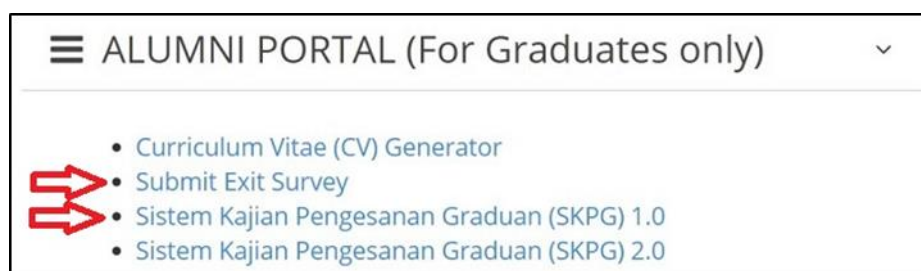 ALUMNI PORTAL (For Graduates only)
Curriculum Vitae (CV) Generator
Submit Exit Survey
Sistem Kajian Pengesanan Graduan (SKPG) 1.0
Sistem Kajian Pengesanan Graduan (SKPG) 2.0